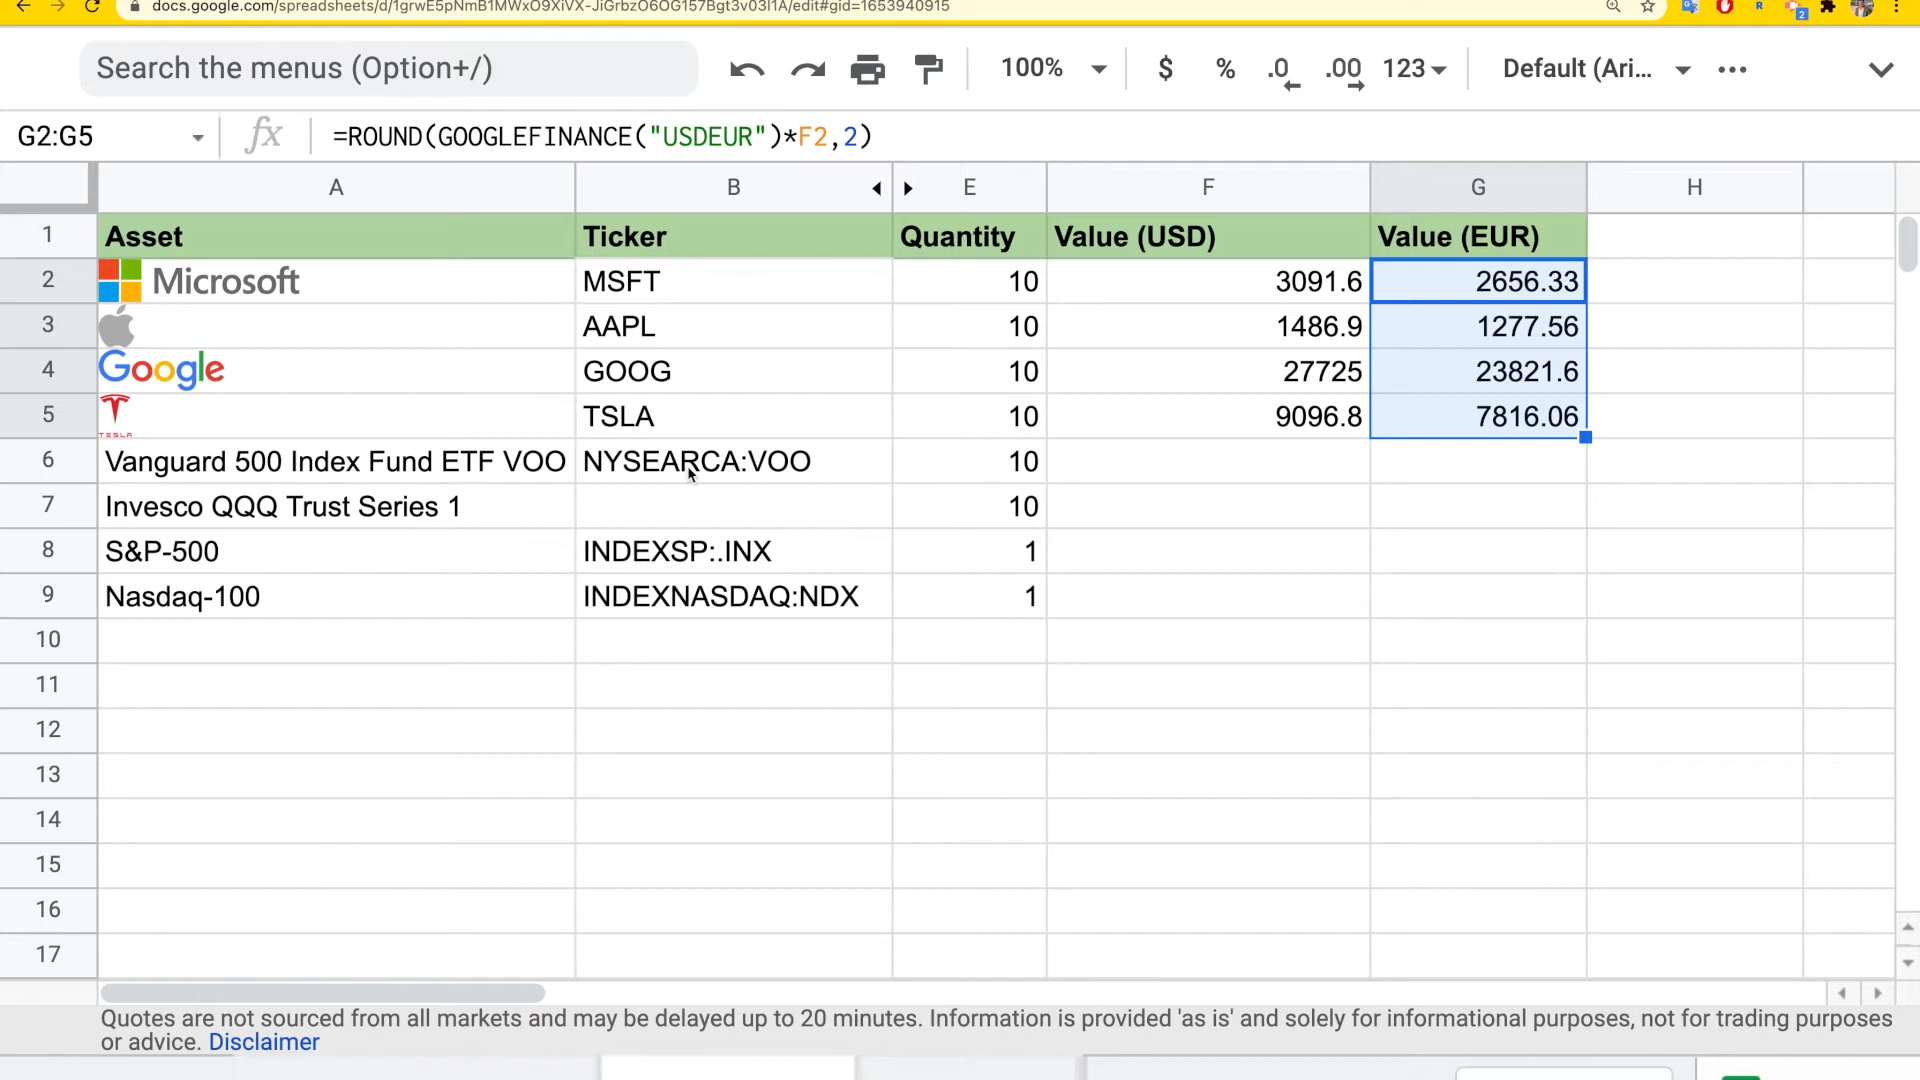 docs.google.com/spreadsheets/d/1grwE5pNmB1MWxO9XiVX-JiGrbzO6OG157Bgt3v03I1A/edit#gid=1653940915
2
Search the menus (Option+/)
100%
$
%
.0
.00
123
Default (Ari...
G2:G5
fx
=ROUND(GOOGLEFINANCE("USDEUR")*F2,2)
A B E F G H
1 Asset Ticker Quantity Value (USD) Value (EUR)
2 Microsoft MSFT 10 3091.6 2656.33
3 AAPL 10 1486.9 1277.56
4 Google GOOG 10 27725 23821.6
5 TESLA TSLA 10 9096.8 7816.06
6 Vanguard 500 Index Fund ETF VOO NYSEARCA:VOO 10
7 Invesco QQQ Trust Series 1 10
8 S&P-500 INDEXSP:.INX 1
9 Nasdaq-100 INDEXNASDAQ:NDX 1
10
11
12
13
14
15
16
17
Quotes are not sourced from all markets and may be delayed up to 20 minutes. Information is provided 'as is' and solely for informational purposes, not for trading purposes
or advice. Disclaimer